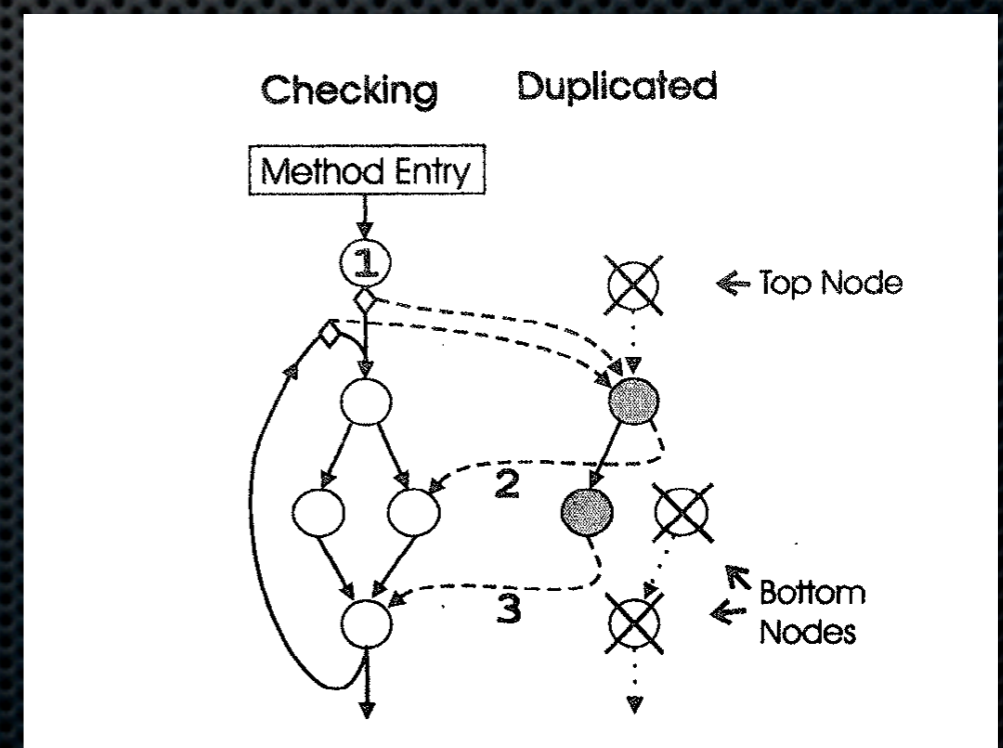 Checking Duplicated
Method Entry
1
← Top Node
2
3
Bottom
Nodes